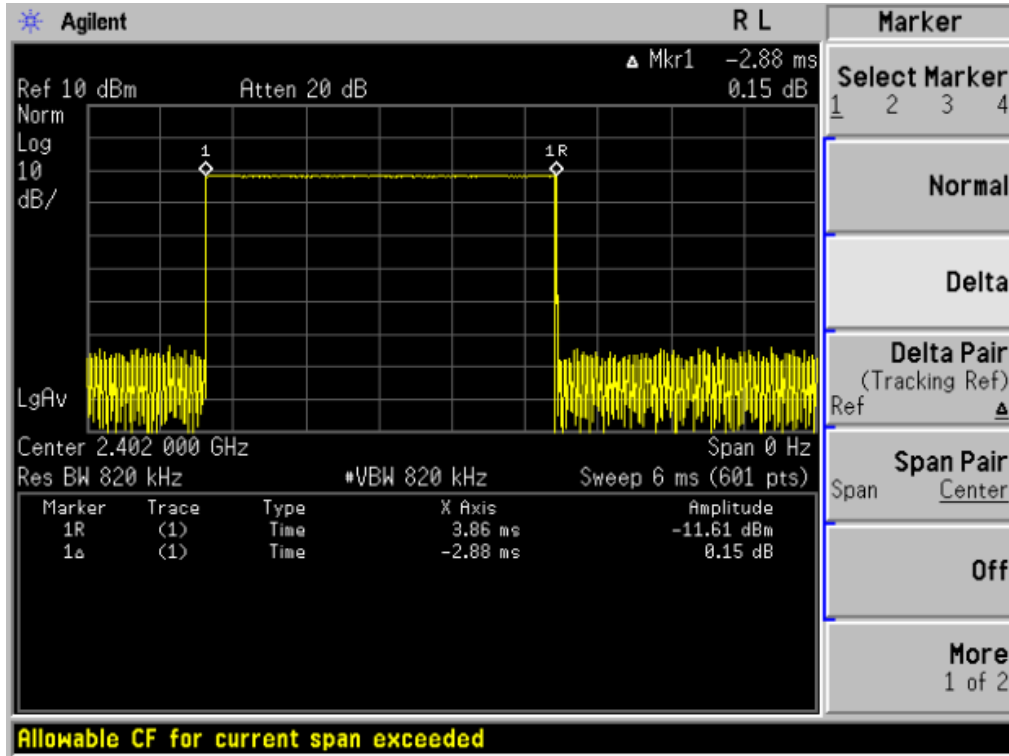 Agilent R L Marker
Δ Mkr1 -2.88 ms
Ref 10 dBm Atten 20 dB 0.15 dB
Norm
Log
10
dB/
1 1R
LgAv
Center 2.402 000 GHz Span 0 Hz
Res BW 820 kHz #VBW 820 kHz Sweep 6 ms (601 pts)
Marker Trace Type X Axis Amplitude
1R (1) Time 3.86 ms -11.61 dBm
1Δ (1) Time -2.88 ms 0.15 dB
Select Marker
1 2 3 4
Normal
Delta
Delta Pair
(Tracking Ref)
Ref Δ
Span Pair
Span Center
Off
More
1 of 2
Allowable CF for current span exceeded